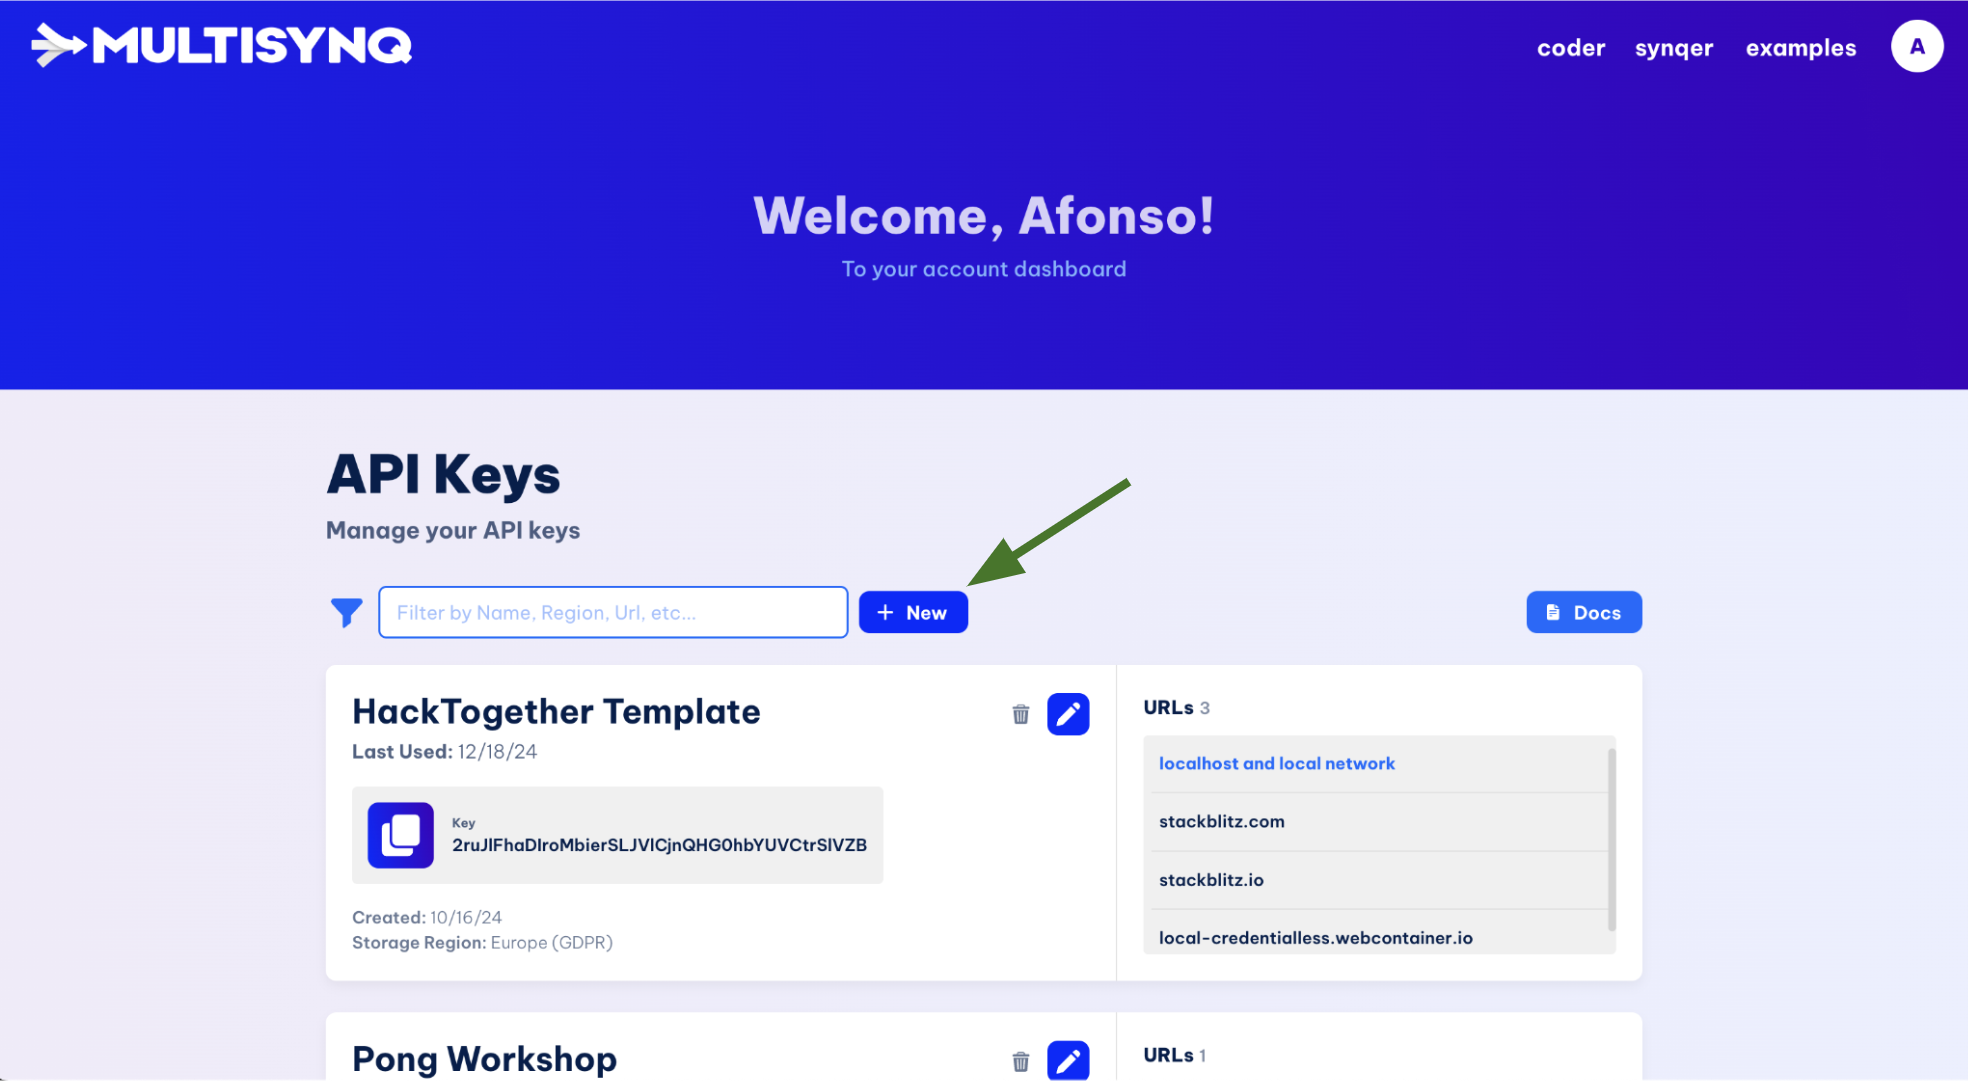 MULTISYNQ
coder synqer examples A
Welcome, Afonso!
To your account dashboard
API Keys
Manage your API keys
Filter by Name, Region, Url, etc...
+ New
Docs
HackTogether Template
Last Used: 12/18/24
Key
2ruJlFhaDIroMbierSLJVlCjnQHG0hbYUVCtrSlVZB
Created: 10/16/24
Storage Region: Europe (GDPR)
URLs 3
localhost and local network
stackblitz.com
stackblitz.io
local-credentialless.webcontainer.io
Pong Workshop
URLs 1